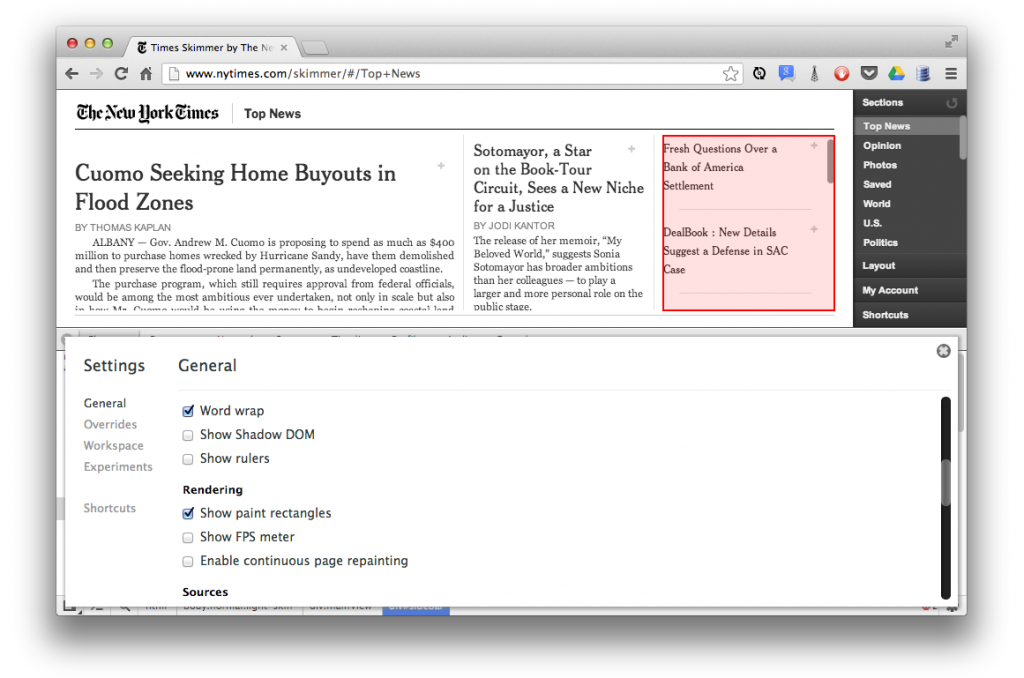 Times Skimmer by The Ne
www.nytimes.com/skimmer/#/Top+News
The New York Times
Top News
Cuomo Seeking Home Buyouts in
Flood Zones
BY THOMAS KAPLAN
ALBANY — Gov. Andrew M. Cuomo is proposing to spend as much as $400
million to purchase homes wrecked by Hurricane Sandy, have them demolished
and then preserve the flood-prone land permanently, as undeveloped coastline.
The purchase program, which still requires approval from federal officials,
would be among the most ambitious ever undertaken, not only in scale but also
in how Mr. Cuomo would be using the money to begin reshaping coastal land
Sotomayor, a Star
on the Book-Tour
Circuit, Sees a New Niche
for a Justice
BY JODI KANTOR
The release of her memoir, “My
Beloved World,” suggests Sonia
Sotomayor has broader ambitions
than her colleagues — to play a
larger and more personal role on the
public stage.
Fresh Questions Over a
Bank of America
Settlement
DealBook : New Details
Suggest a Defense in SAC
Case
Sections
Top News
Opinion
Photos
Saved
World
U.S.
Politics
Layout
My Account
Shortcuts
Settings
General
Overrides
Workspace
Experiments
Shortcuts
General
Word wrap
Show Shadow DOM
Show rulers
Rendering
Show paint rectangles
Show FPS meter
Enable continuous page repainting
Sources